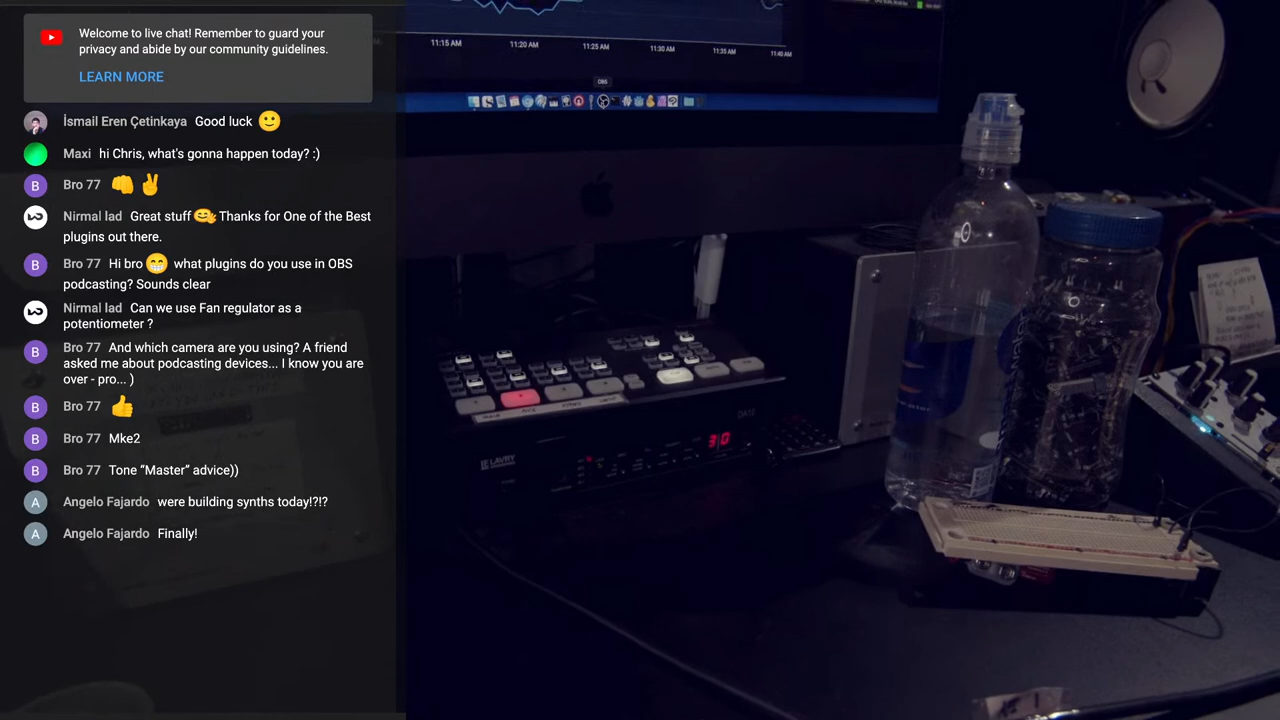 Welcome to live chat! Remember to guard your
privacy and abide by our community guidelines.
LEARN MORE
İsmail Eren Çetinkaya Good luck 🙂
Maxi hi Chris, what's gonna happen today? :)
Bro 77 👊 ✌
Nirmal lad Great stuff 🤗 Thanks for One of the Best
plugins out there.
Bro 77 Hi bro 😁 what plugins do you use in OBS
podcasting? Sounds clear
Nirmal lad Can we use Fan regulator as a
potentiometer ?
Bro 77 And which camera are you using? A friend
asked me about podcasting devices... I know you are
over - pro... )
Bro 77 👍
Bro 77 Mke2
Bro 77 Tone “Master” advice))
Angelo Fajardo were building synths today!?!?
Angelo Fajardo Finally!
11:15 AM 11:20 AM 11:25 AM 11:30 AM 11:35 AM 11:40 AM
OBS
LAVRY
DA10
30
B
B
B
B
B
B
A
A